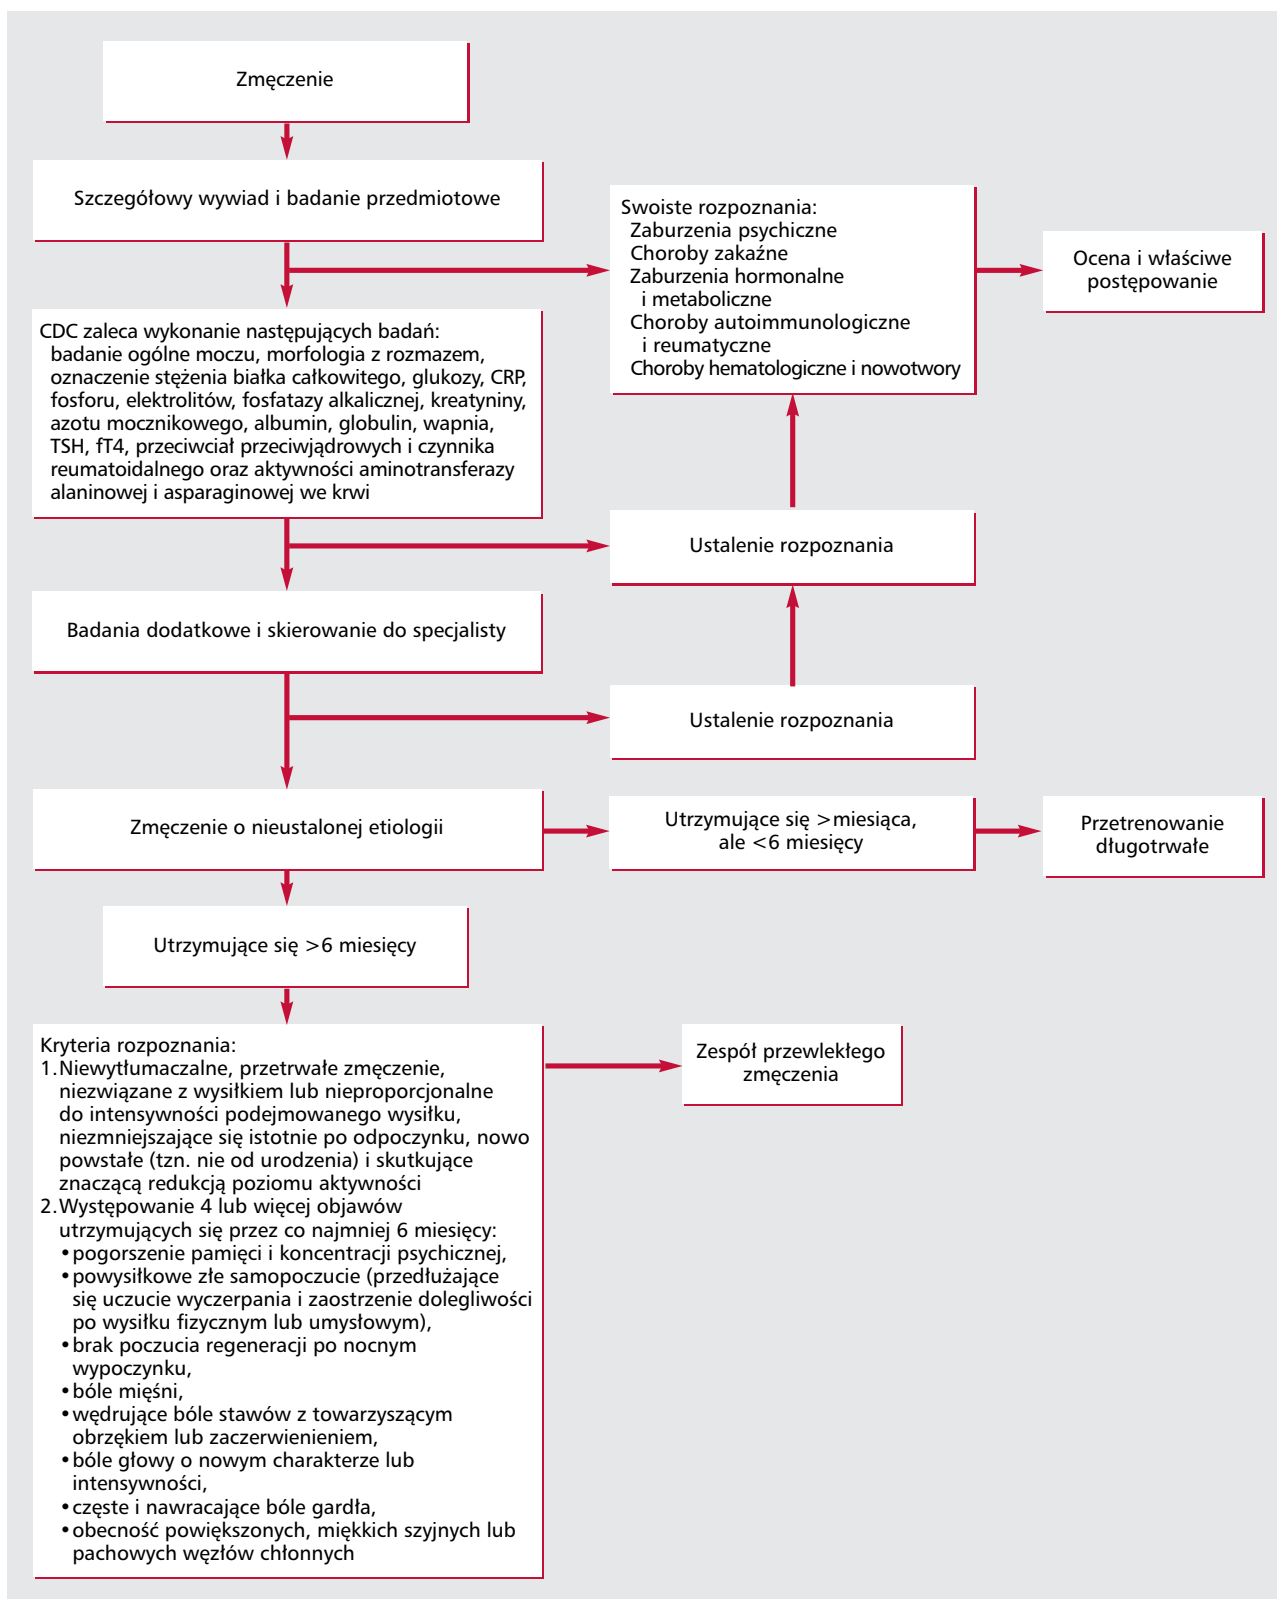 Zmęczenie
Szczegółowy wywiad i badanie przedmiotowe
Swoiste rozpoznania:
Zaburzenia psychiczne
Choroby zakaźne
Zaburzenia hormonalne
i metaboliczne
Choroby autoimmunologiczne
i reumatyczne
Choroby hematologiczne i nowotwory
Ocena i właściwe
postępowanie
CDC zaleca wykonanie następujących badań:
badanie ogólne moczu, morfologia z rozmazem,
oznaczenie stężenia białka całkowitego, glukozy, CRP,
fosforu, elektrolitów, fosfatazy alkalicznej, kreatyniny,
azotu mocznikowego, albumin, globulin, wapnia,
TSH, fT4, przeciwciał przeciwjądrowych i czynnika
reumatoidalnego oraz aktywności aminotransferazy
alaninowej i asparaginowej we krwi
Ustalenie rozpoznania
Badania dodatkowe i skierowanie do specjalisty
Ustalenie rozpoznania
Zmęczenie o nieustalonej etiologii
Utrzymujące się >miesiąca,
ale <6 miesięcy
Przetrenowanie
długotrwałe
Utrzymujące się >6 miesięcy
Kryteria rozpoznania:
1.Niewytłumaczalne, przetrwałe zmęczenie,
niezwiązane z wysiłkiem lub nieproporcjonalne
do intensywności podejmowanego wysiłku,
niezmniejszające się istotnie po odpoczynku, nowo
powstałe (tzn. nie od urodzenia) i skutkujące
znaczącą redukcją poziomu aktywności
2.Występowanie 4 lub więcej objawów
utrzymujących się przez co najmniej 6 miesięcy:
•pogorszenie pamięci i koncentracji psychicznej,
•powysiłkowe złe samopoczucie (przedłużające
się uczucie wyczerpania i zaostrzenie dolegliwości
po wysiłku fizycznym lub umysłowym),
•brak poczucia regeneracji po nocnym
wypoczynku,
•bóle mięśni,
•wędrujące bóle stawów z towarzyszącym
obrzękiem lub zaczerwienieniem,
•bóle głowy o nowym charakterze lub
intensywności,
•częste i nawracające bóle gardła,
•obecność powiększonych, miękkich szyjnych lub
pachowych węzłów chłonnych
Zespół przewlekłego
zmęczenia